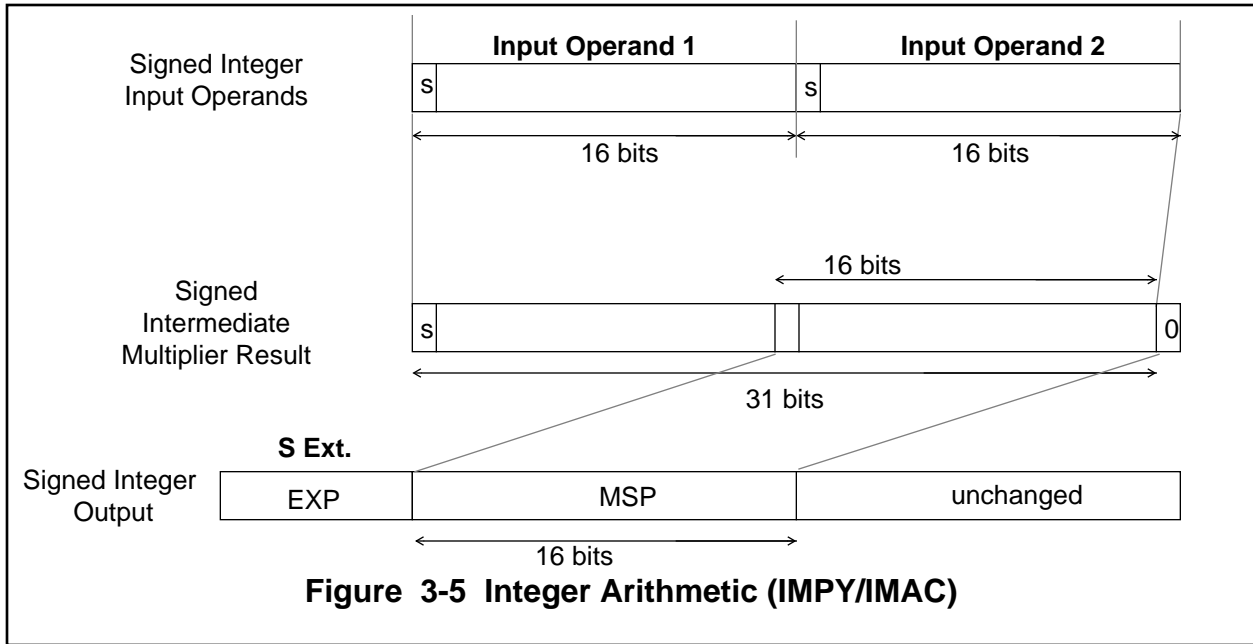 Input Operand 1
Input Operand 2
Signed Integer
Input Operands
s
s
16 bits
16 bits
16 bits
Signed
Intermediate
Multiplier Result
s
0
31 bits
S Ext.
Signed Integer
Output
EXP
MSP
unchanged
16 bits
Figure 3-5 Integer Arithmetic (IMPY/IMAC)